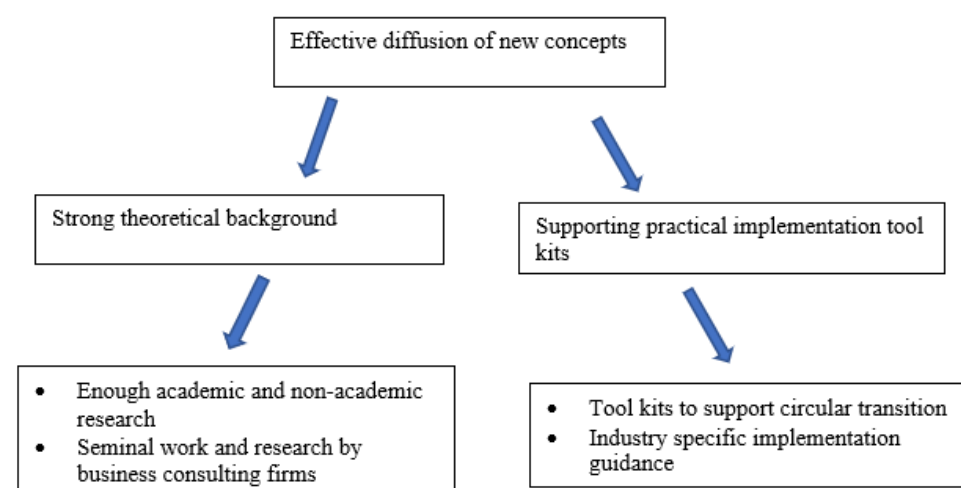 Effective diffusion of new concepts
Strong theoretical background
Supporting practical implementation tool
kits
• Enough academic and non-academic
research
• Seminal work and research by
business consulting firms
• Tool kits to support circular transition
• Industry specific implementation
guidance